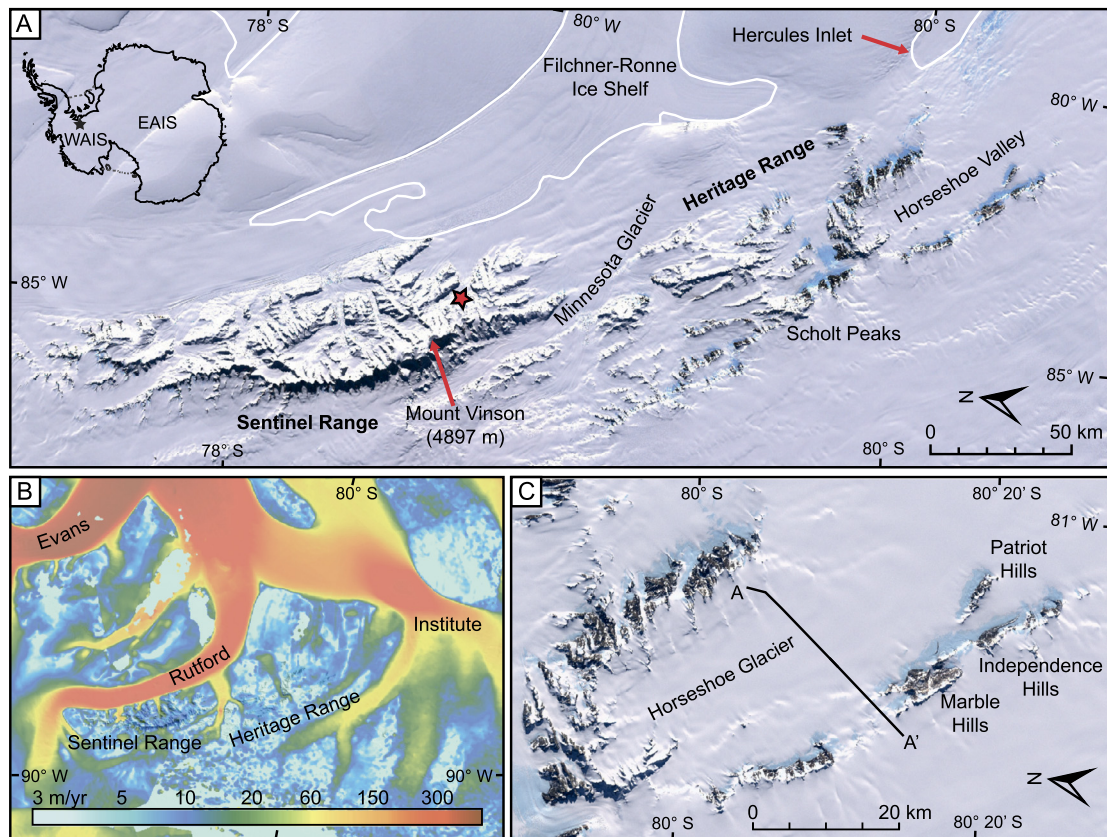 A
78° S
80° W
80° S
Hercules Inlet
Filchner-Ronne
Ice Shelf
80° W
WAIS
EAIS
Heritage Range
Horseshoe Valley
Minnesota Glacier
85° W
Scholt Peaks
Mount Vinson
(4897 m)
Sentinel Range
85° W
N
78° S
80° S
0
50 km
B
80° S
Evans
Rutford
Institute
Heritage Range
Sentinel Range
90° W
90° W
3 m/yr
5
10
20
60
150
300
C
80° S
80° 20' S
81° W
Patriot
Hills
A
Horseshoe Glacier
Independence
Hills
Marble
Hills
A'
N
0
20 km
80° S
80° 20' S